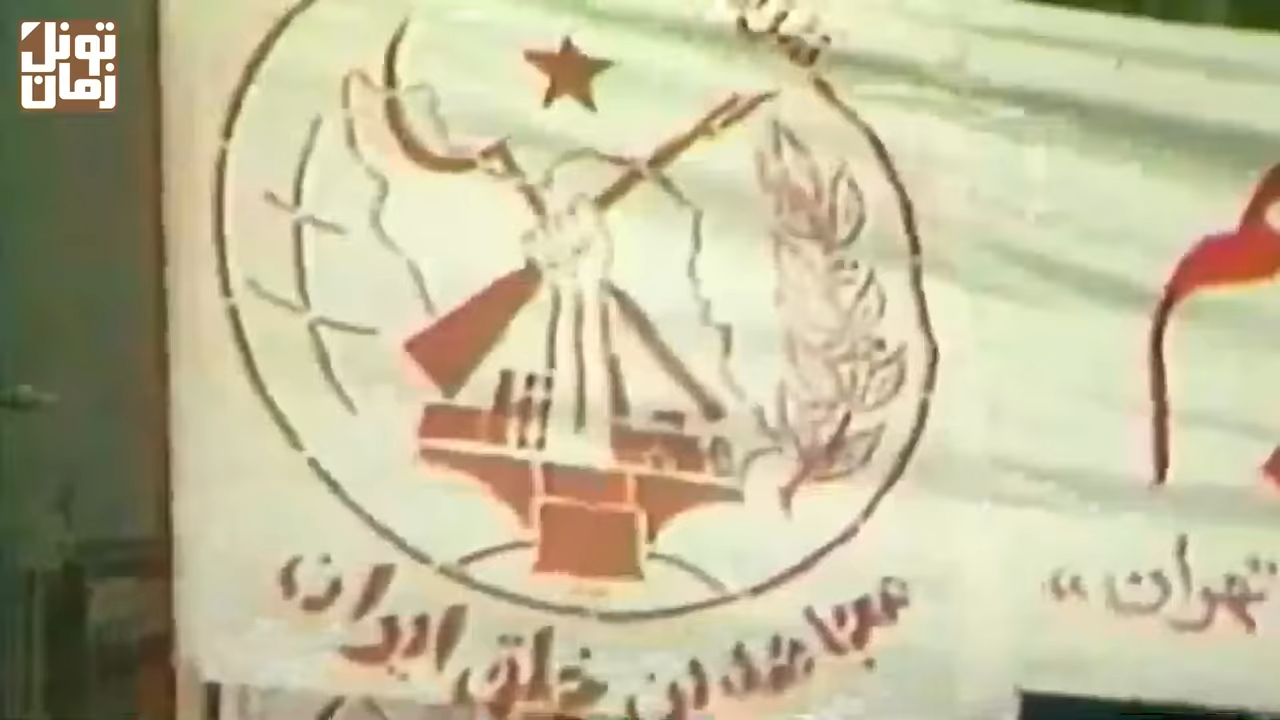 تونل
زمان
مجاهدین خلق ایران
تهران»